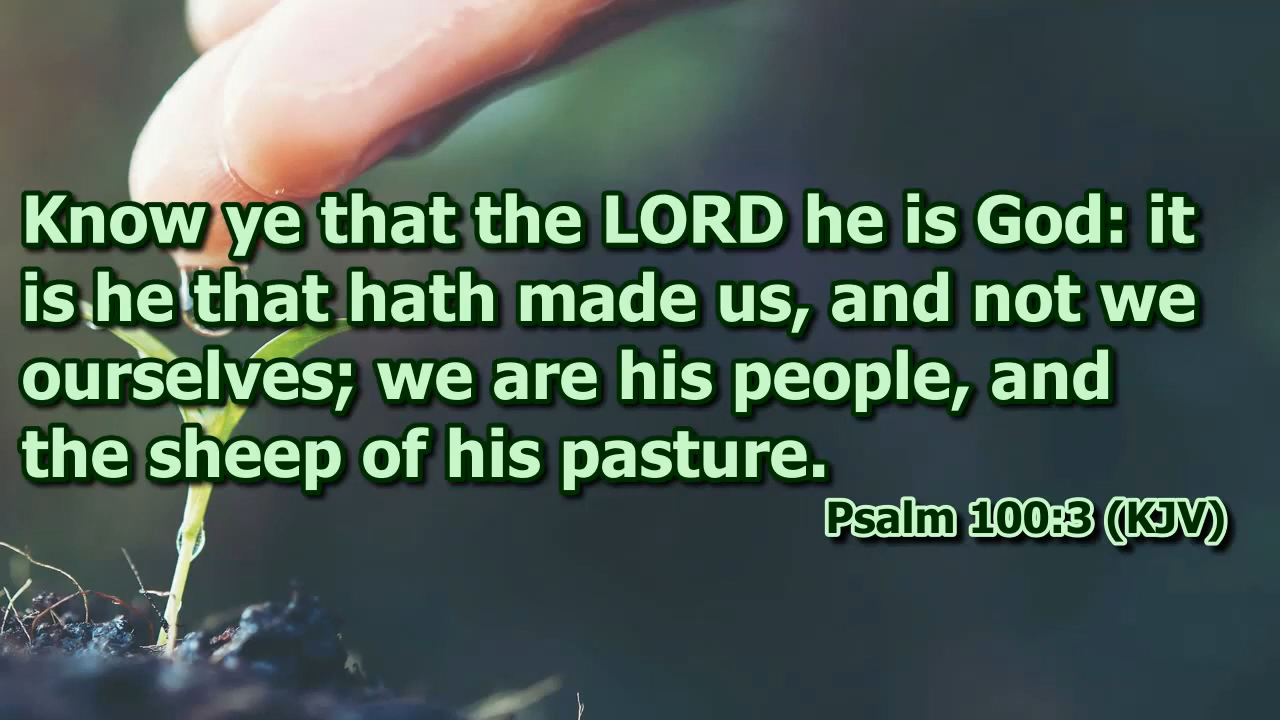 Know ye that the LORD he is God: it
is he that hath made us, and not we
ourselves; we are his people, and
the sheep of his pasture.
Psalm 100:3 (KJV)